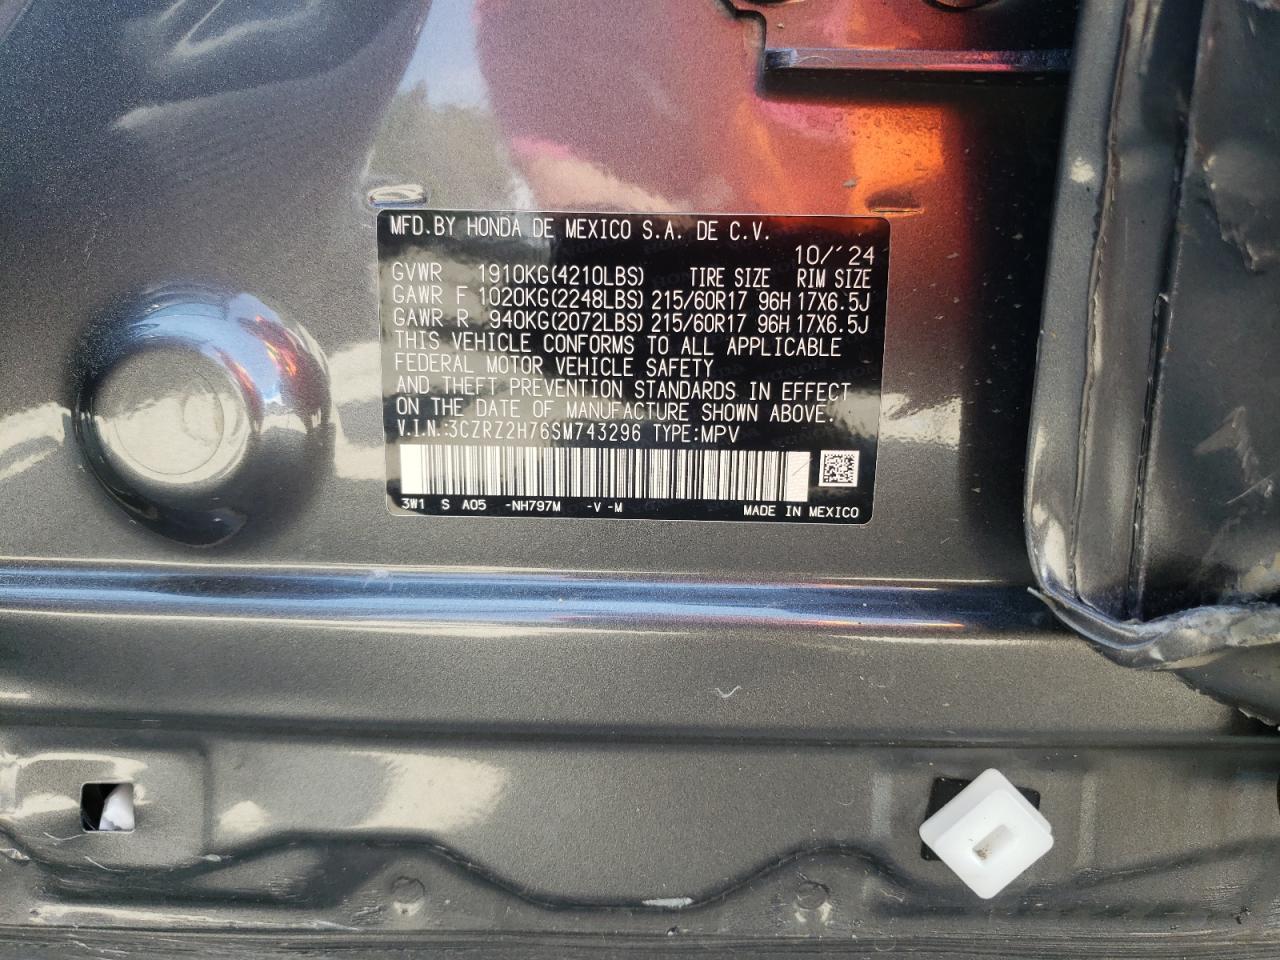 MFD.BY HONDA DE MEXICO S.A. DE C.V.
10/'24
GVWR 1910KG(4210LBS) TIRE SIZE RIM SIZE
GAWR F 1020KG(2248LBS) 215/60R17 96H 17X6.5J
GAWR R 940KG(2072LBS) 215/60R17 96H 17X6.5J
THIS VEHICLE CONFORMS TO ALL APPLICABLE
FEDERAL MOTOR VEHICLE SAFETY
AND THEFT PREVENTION STANDARDS IN EFFECT
ON THE DATE OF MANUFACTURE SHOWN ABOVE.
V.I.N.:3CZRZ2H76SM743296 TYPE:MPV
3W1 S A05 -NH797M -V -M MADE IN MEXICO